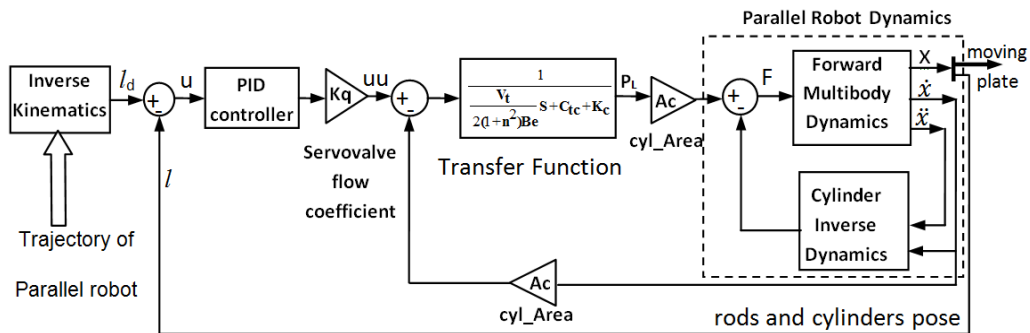 Parallel Robot Dynamics
Inverse
Kinematics
l_d
+
-
u
PID
controller
Kq
uu
+
-
1
V_t
2(1+n²)Be
S+C_tc+K_c
P_L
Ac
cyl_Area
+
-
F
Forward
Multibody
Dynamics
X
ẋ
ẍ
moving
plate
Servovalve
flow
coefficient
Transfer Function
l
Cylinder
Inverse
Dynamics
Trajectory of
Parallel robot
Ac
cyl_Area
rods and cylinders pose